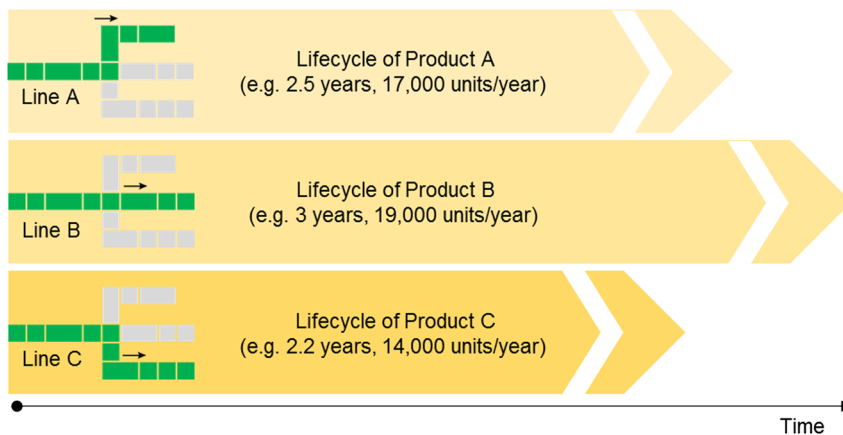 Lifecycle of Product A
(e.g. 2.5 years, 17,000 units/year)
Line A
Lifecycle of Product B
(e.g. 3 years, 19,000 units/year)
Line B
Lifecycle of Product C
(e.g. 2.2 years, 14,000 units/year)
Line C
Time